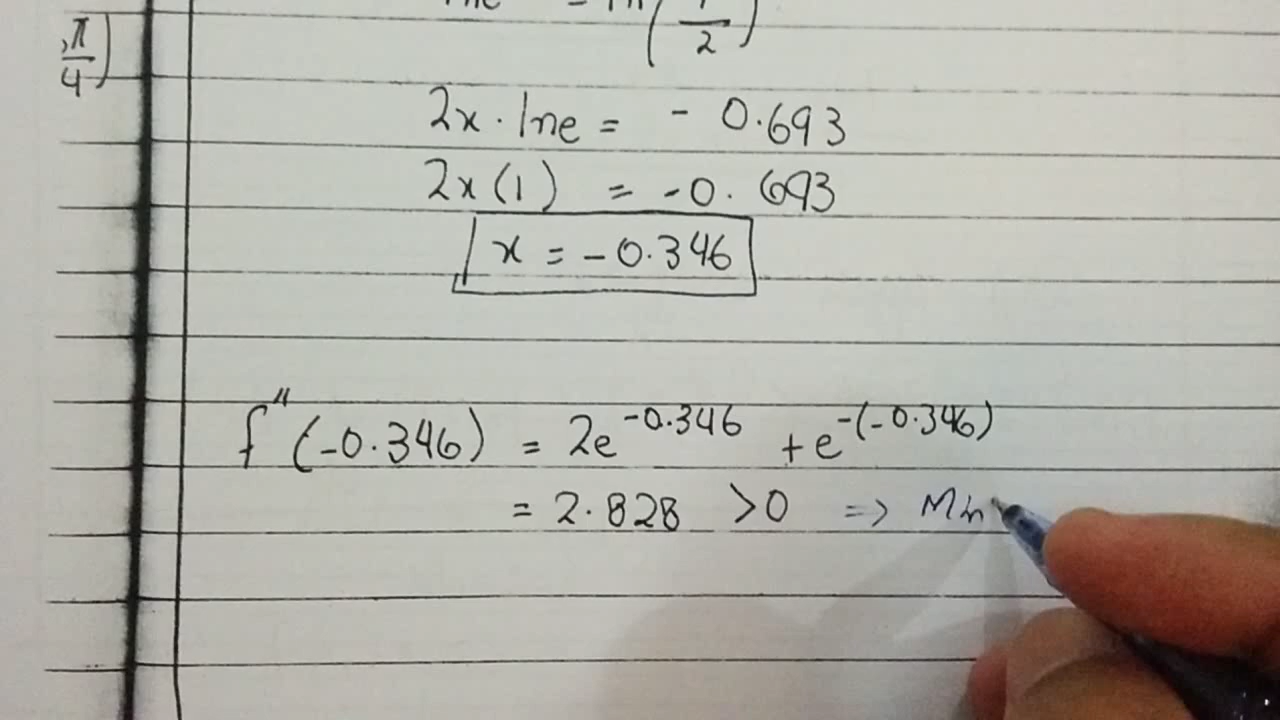 , π/4)
2x · lne = - 0.693
2x (1) = -0.693
x = -0.346
f" (-0.346) = 2e^{-0.346} + e^{-(-0.346)}
= 2.828 > 0 => Min